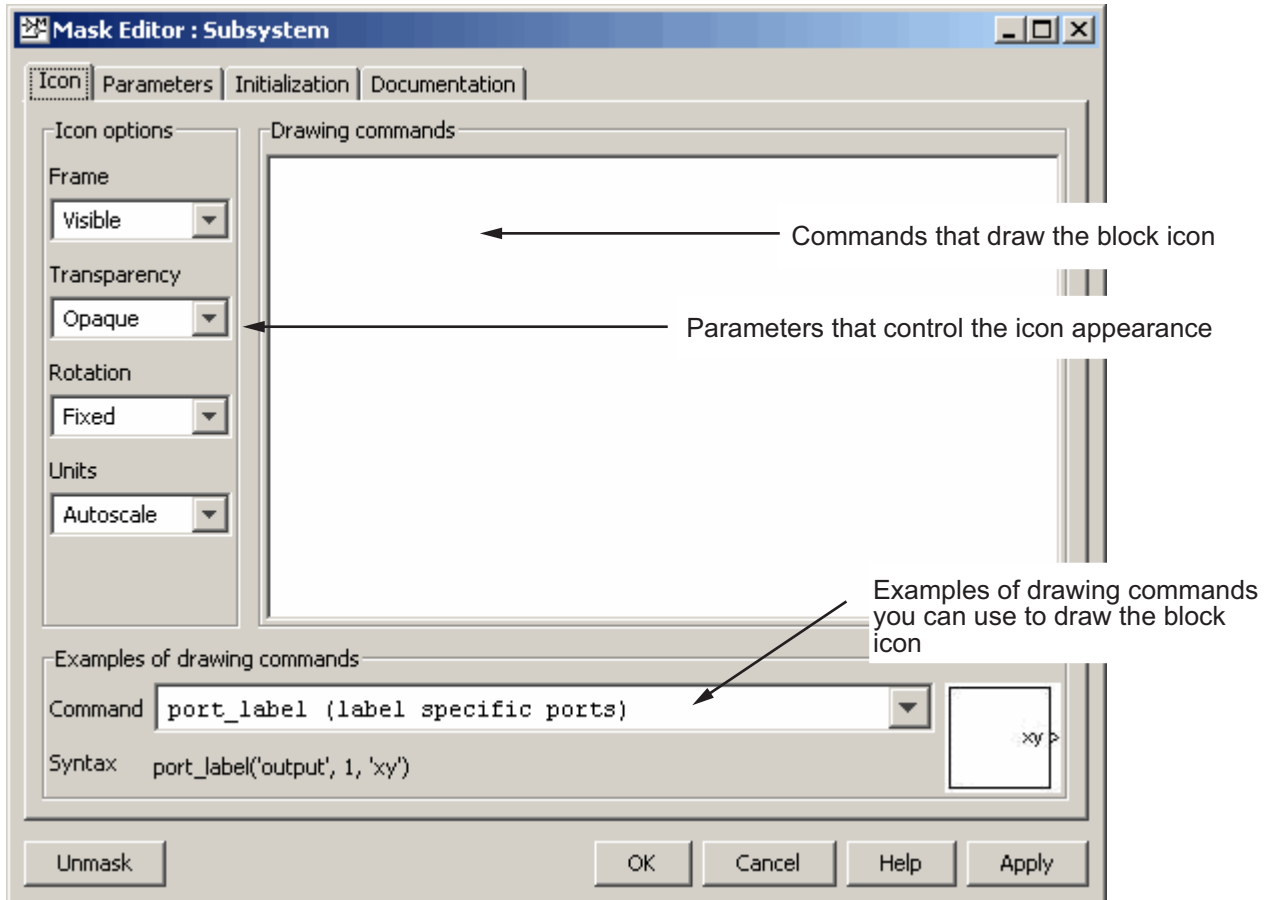 Mask Editor : Subsystem
Icon Parameters Initialization Documentation
Icon options
Drawing commands
Frame
Visible
Commands that draw the block icon
Transparency
Opaque
Parameters that control the icon appearance
Rotation
Fixed
Units
Autoscale
Examples of drawing commands
you can use to draw the block
icon
Examples of drawing commands
Command port_label (label specific ports)
xy >
Syntax port_label('output', 1, 'xy')
Unmask OK Cancel Help Apply